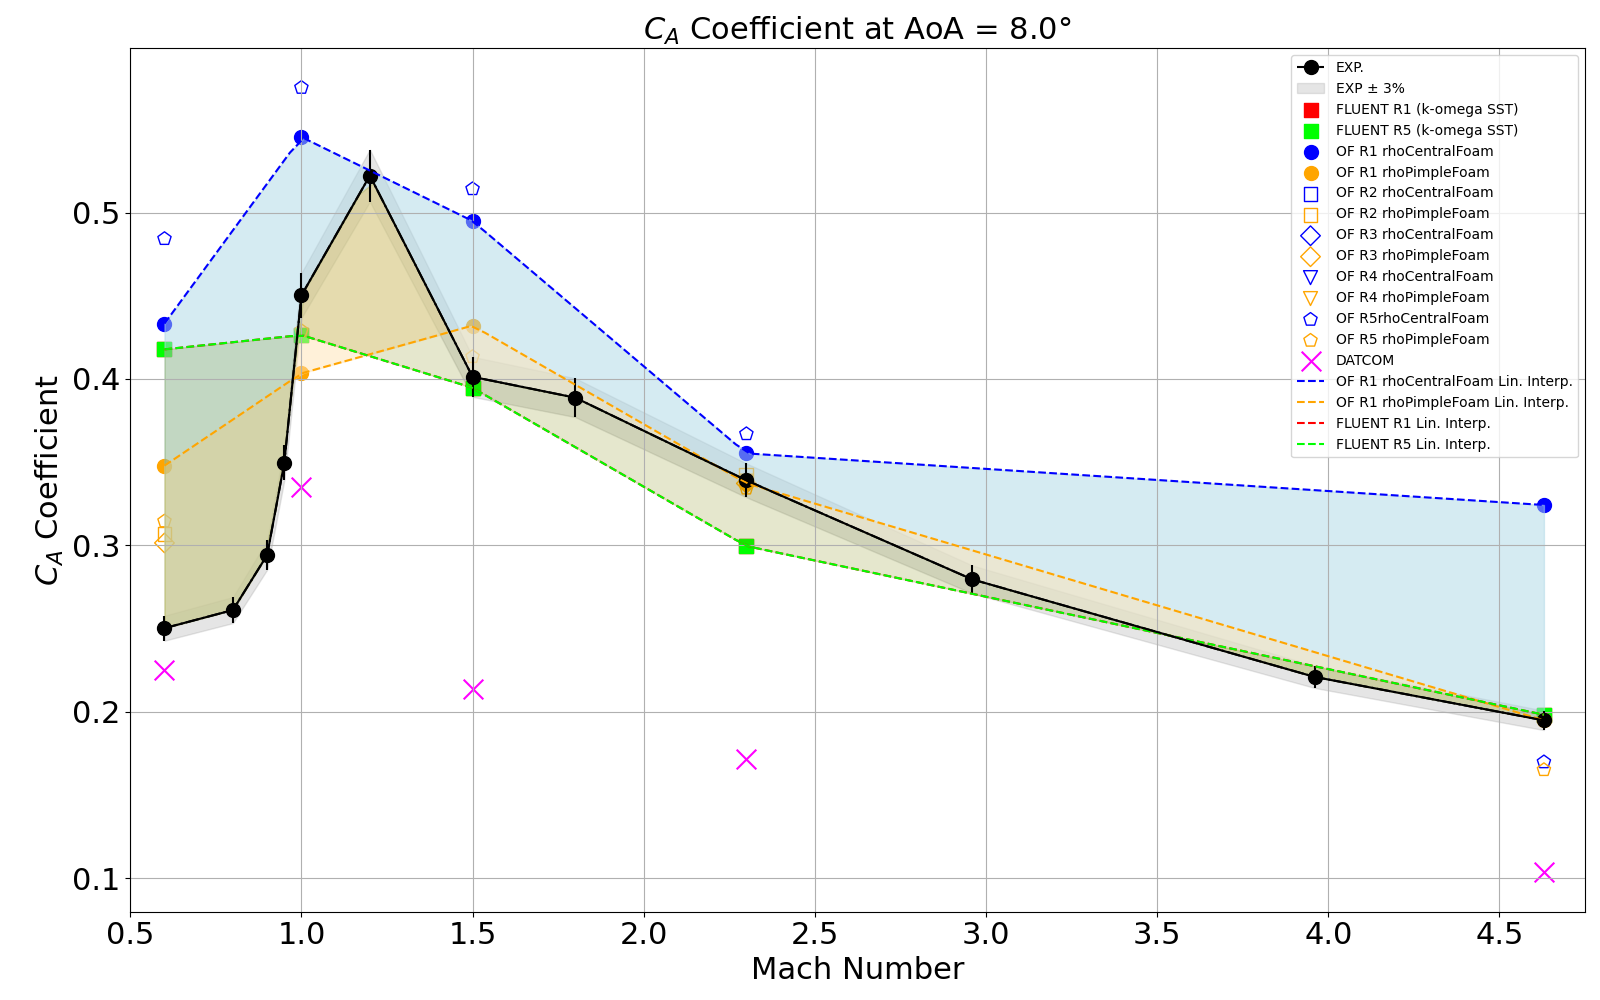 C_A Coefficient at AoA = 8.0°
EXP.
EXP ± 3%
FLUENT R1 (k-omega SST)
FLUENT R5 (k-omega SST)
OF R1 rhoCentralFoam
OF R1 rhoPimpleFoam
OF R2 rhoCentralFoam
OF R2 rhoPimpleFoam
OF R3 rhoCentralFoam
OF R3 rhoPimpleFoam
OF R4 rhoCentralFoam
OF R4 rhoPimpleFoam
OF R5rhoCentralFoam
OF R5 rhoPimpleFoam
DATCOM
OF R1 rhoCentralFoam Lin. Interp.
OF R1 rhoPimpleFoam Lin. Interp.
FLUENT R1 Lin. Interp.
FLUENT R5 Lin. Interp.
C_A Coefficient
0.5
0.4
0.3
0.2
0.1
0.5 1.0 1.5 2.0 2.5 3.0 3.5 4.0 4.5
Mach Number